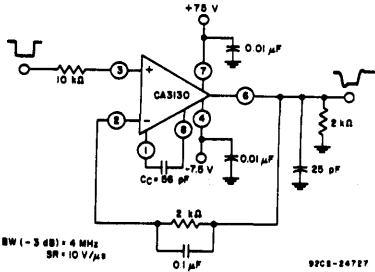 +75 V
0.01 µF
7
10 kΩ
3
+
CA3130
6
2
–
8
4
1
-7.5 V
2 kΩ
CC = 56 pF
0.01 µF
25 pF
2 kΩ
0.1 µF
BW (- 3 dB) = 4 MHz
SR = 10 V/µs
92CS-24727